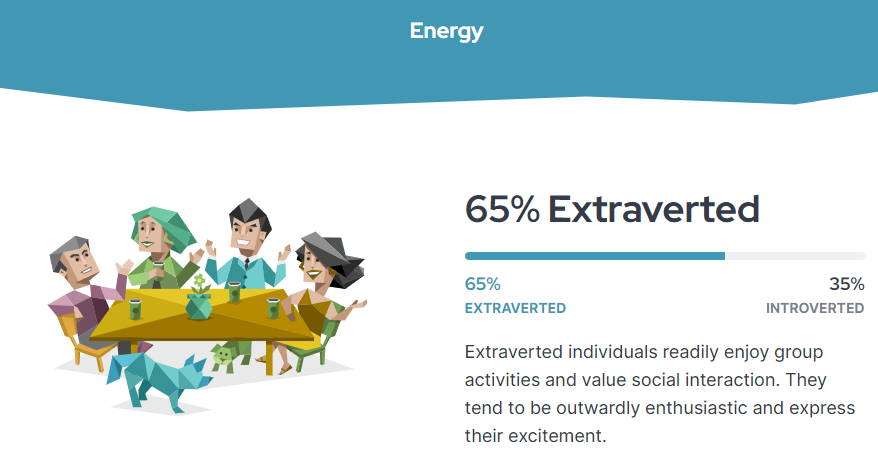 Energy
65% Extraverted
65% 35%
EXTRAVERTED INTROVERTED
Extraverted individuals readily enjoy group
activities and value social interaction. They
tend to be outwardly enthusiastic and express
their excitement.